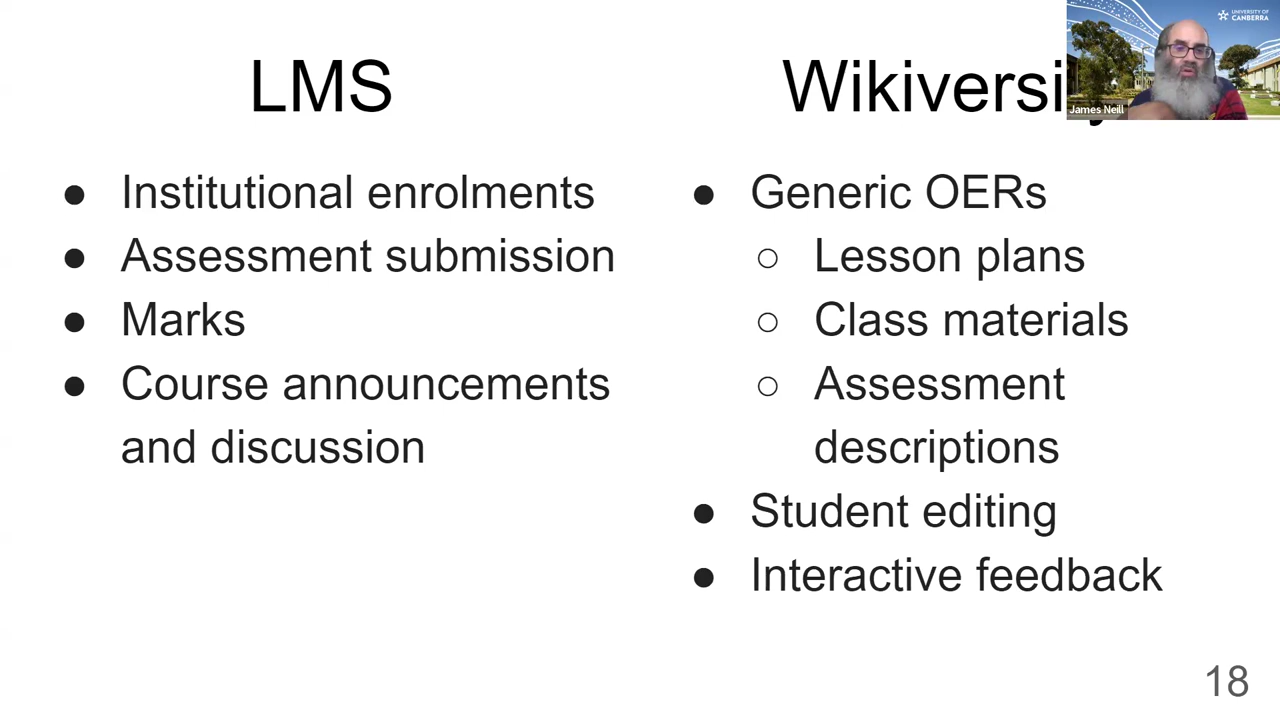 LMS
Institutional enrolments
Assessment submission
Marks
Course announcements
and discussion
Generic OERs
Lesson plans
Class materials
Assessment
descriptions
Student editing
Interactive feedback
UNIVERSITY OF
CANBERRA
James Neill
18